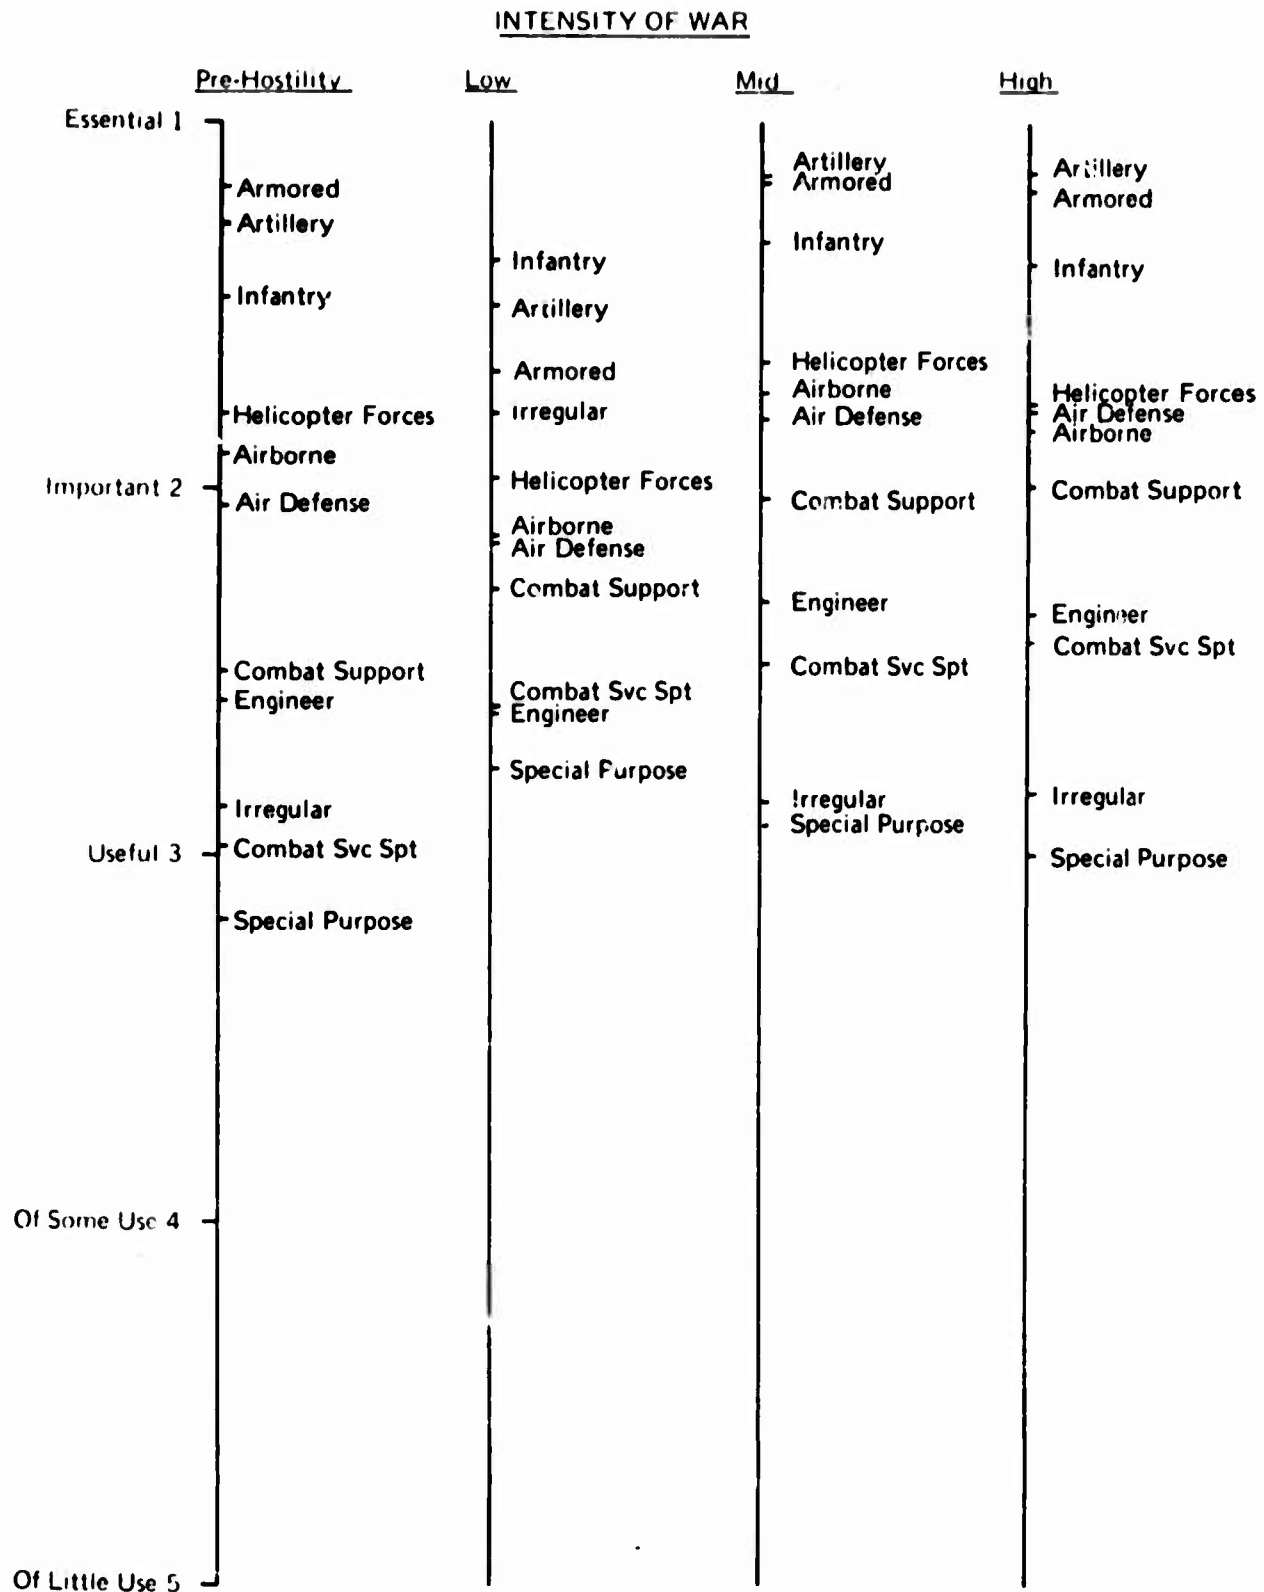 INTENSITY OF WAR
Pre-Hostility Low Mid High
Essential 1
Armored
Artillery
Infantry
Helicopter Forces
Airborne
Important 2
Air Defense
Combat Support
Engineer
Irregular
Useful 3
Combat Svc Spt
Special Purpose
Of Some Use 4
Of Little Use 5
Infantry
Artillery
Armored
Irregular
Helicopter Forces
Airborne
Air Defense
Combat Support
Combat Svc Spt
Engineer
Special Purpose
Artillery
Armored
Infantry
Helicopter Forces
Airborne
Air Defense
Combat Support
Engineer
Combat Svc Spt
Irregular
Special Purpose
Artillery
Armored
Infantry
Helicopter Forces
Air Defense
Airborne
Combat Support
Engineer
Combat Svc Spt
Irregular
Special Purpose